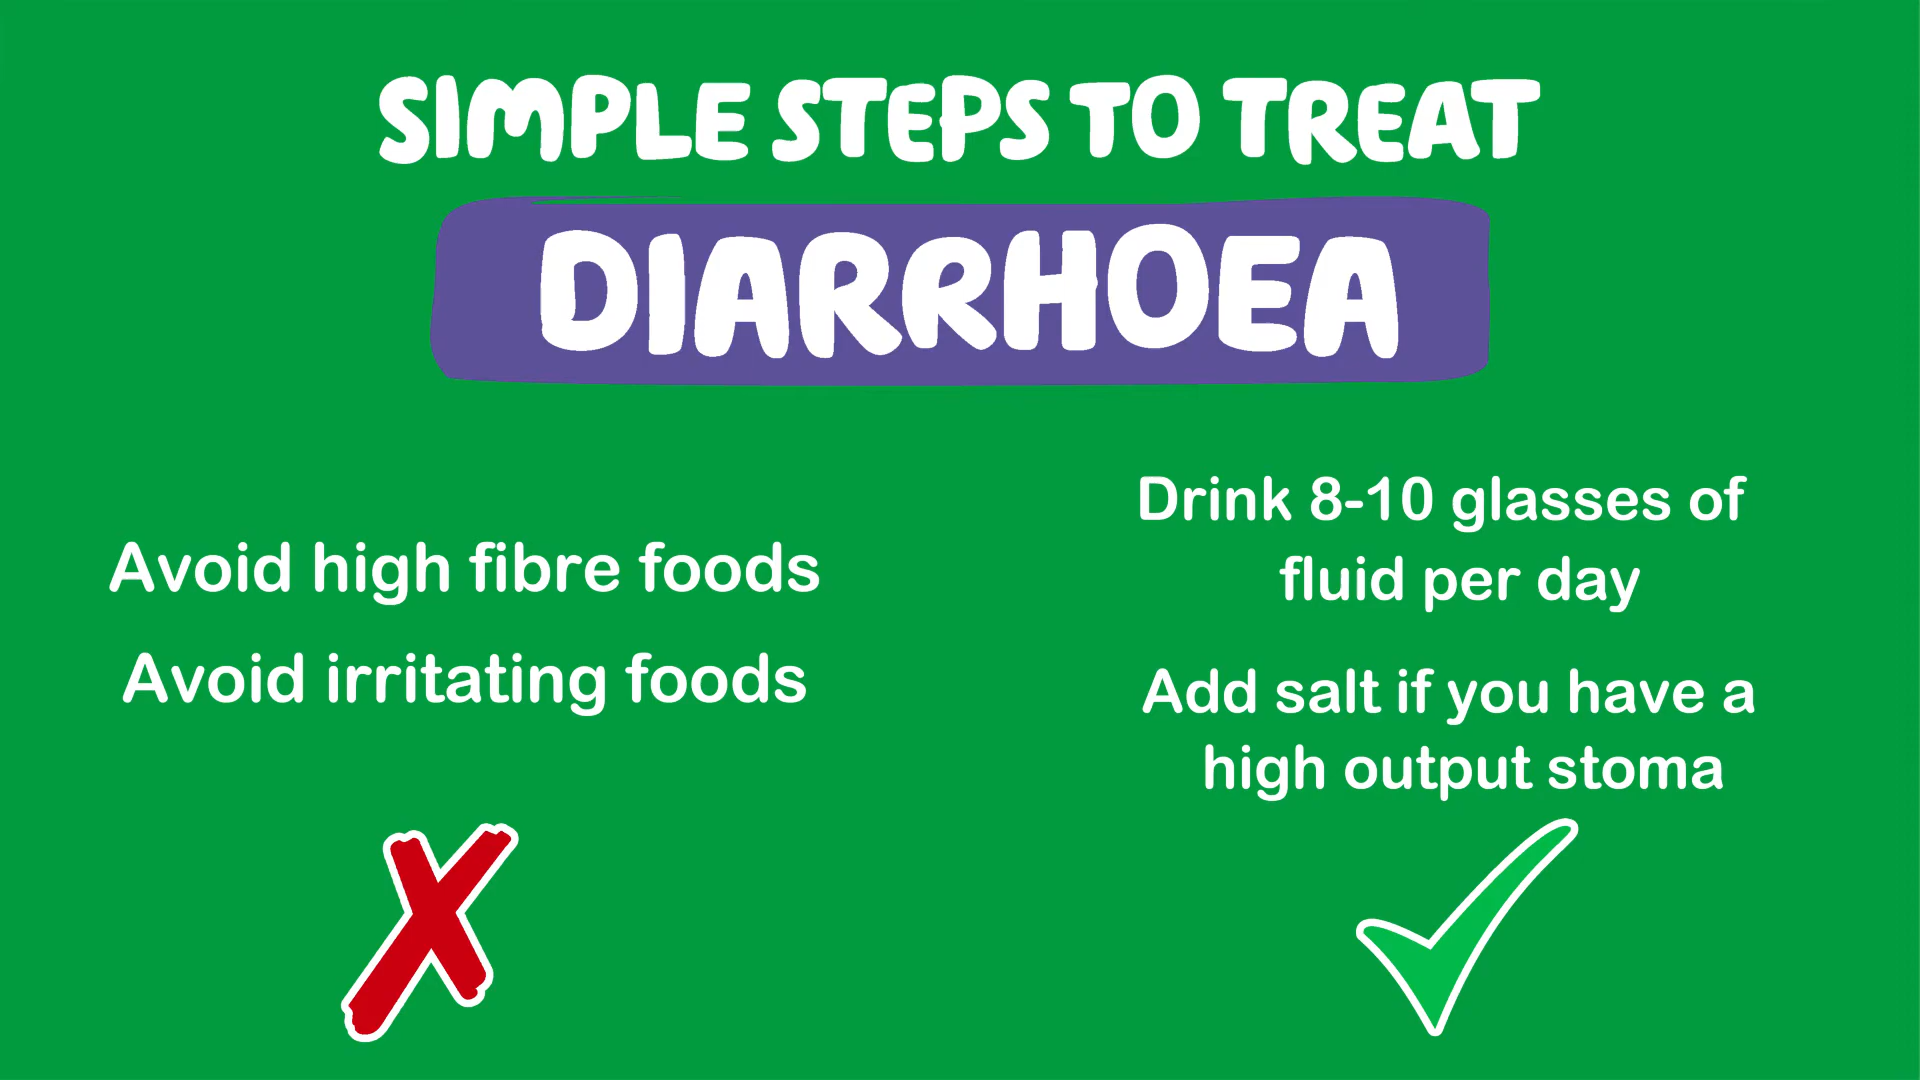 SIMPLE STEPS TO TREAT
DIARRHOEA
Avoid high fibre foods
Avoid irritating foods
Drink 8-10 glasses of
fluid per day
Add salt if you have a
high output stoma